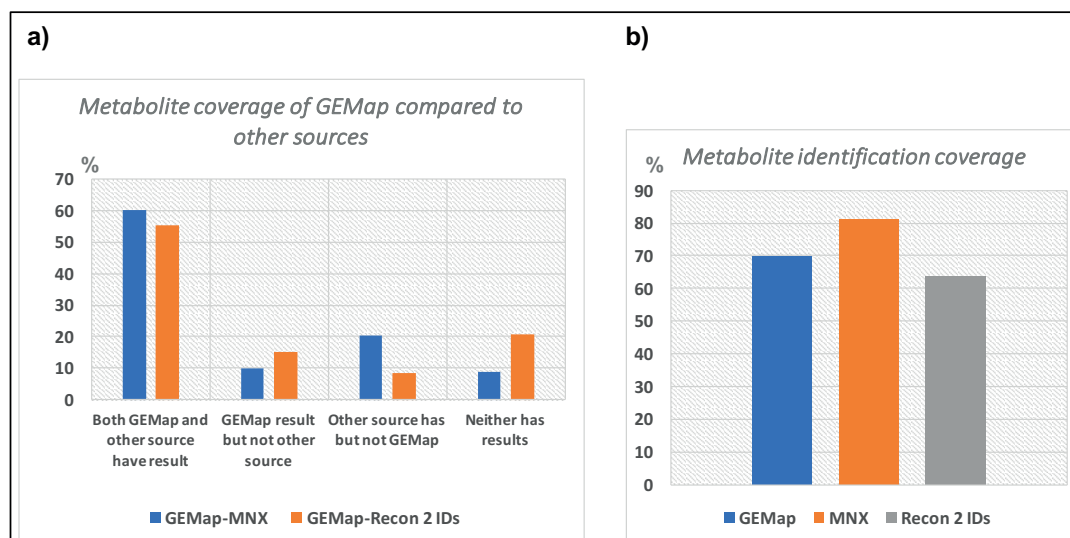 a)
Metabolite coverage of GEMap compared to
other sources
%
70
60
50
40
30
20
10
0
Both GEMap and
other source
have result
GEMap result
but not other
source
Other source has
but not GEMap
Neither has
results
GEMap-MNX
GEMap-Recon 2 IDs
b)
Metabolite identification coverage
%
90
80
70
60
50
40
30
20
10
0
GEMap
MNX
Recon 2 IDs